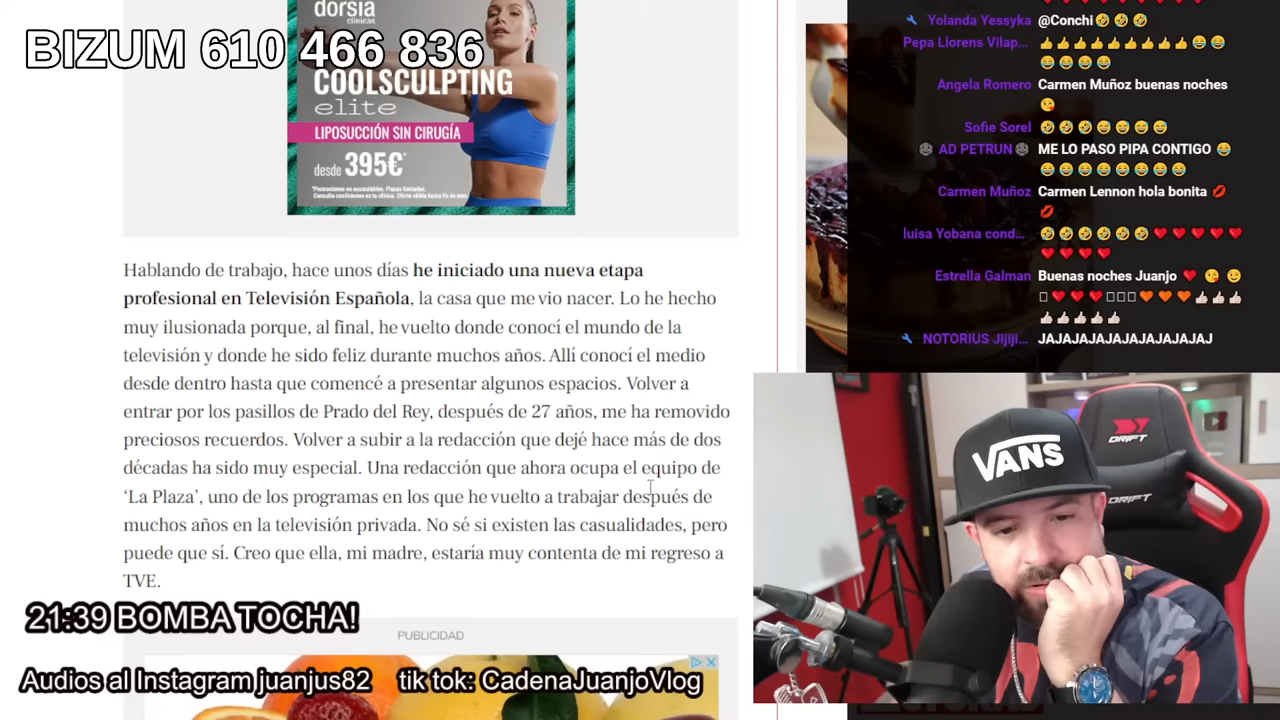 dorsia
clínicas
BIZUM 610 466 836
COOLSCULPTING
elite
LIPOSUCCIÓN SIN CIRUGÍA
desde 395€*
Hablando de trabajo, hace unos días he iniciado una nueva etapa
profesional en Televisión Española, la casa que me vio nacer. Lo he hecho
muy ilusionada porque, al final, he vuelto donde conocí el mundo de la
televisión y donde he sido feliz durante muchos años. Allí conocí el medio
desde dentro hasta que comencé a presentar algunos espacios. Volver a
entrar por los pasillos de Prado del Rey, después de 27 años, me ha removido
preciosos recuerdos. Volver a subir a la redacción que dejé hace más de dos
décadas ha sido muy especial. Una redacción que ahora ocupa el equipo de
‘La Plaza’, uno de los programas en los que he vuelto a trabajar después de
muchos años en la televisión privada. No sé si existen las casualidades, pero
puede que sí. Creo que ella, mi madre, estaría muy contenta de mi regreso a
TVE.
21:39 BOMBA TOCHA!
PUBLICIDAD
Audios al Instagram juanjus82 tik tok: CadenaJuanjoVlog
Yolanda Yessyka @Conchi 🤣🤣🤣
Pepa Llorens Vilap... 👍👍👍👍👍👍👍👍👍😂😂
😂😂😂😂
Angela Romero Carmen Muñoz buenas noches
😘
Sofie Sorel 🤣🤣🤣😅😅😅😅
AD PETRUN ME LO PASO PIPA CONTIGO 😂
😂😂😂😂😂😂😂😂
Carmen Muñoz Carmen Lennon hola bonita 💋
💋
luisa Yobana cond... 🤣🤣🤣🤣🤣🤣❤️❤️❤️❤️❤️
❤️❤️❤️❤️
Estrella Galman Buenas noches Juanjo ❤️😘😉
❤️❤️❤️🧡🧡🧡👍🏻👍🏻👍🏻
👍🏻👍🏻👍🏻👍🏻👍🏻
NOTORIUS Jijiji... JAJAJAJAJAJAJAJAJAJAJ
VANS
DRIFT
DRIFT